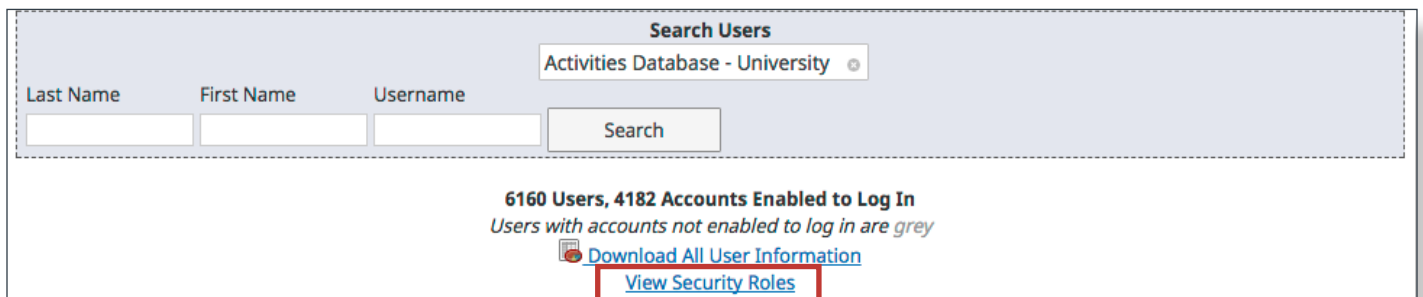 Search Users
Activities Database - University
Last Name First Name Username
Search
6160 Users, 4182 Accounts Enabled to Log In
Users with accounts not enabled to log in are grey
Download All User Information
View Security Roles